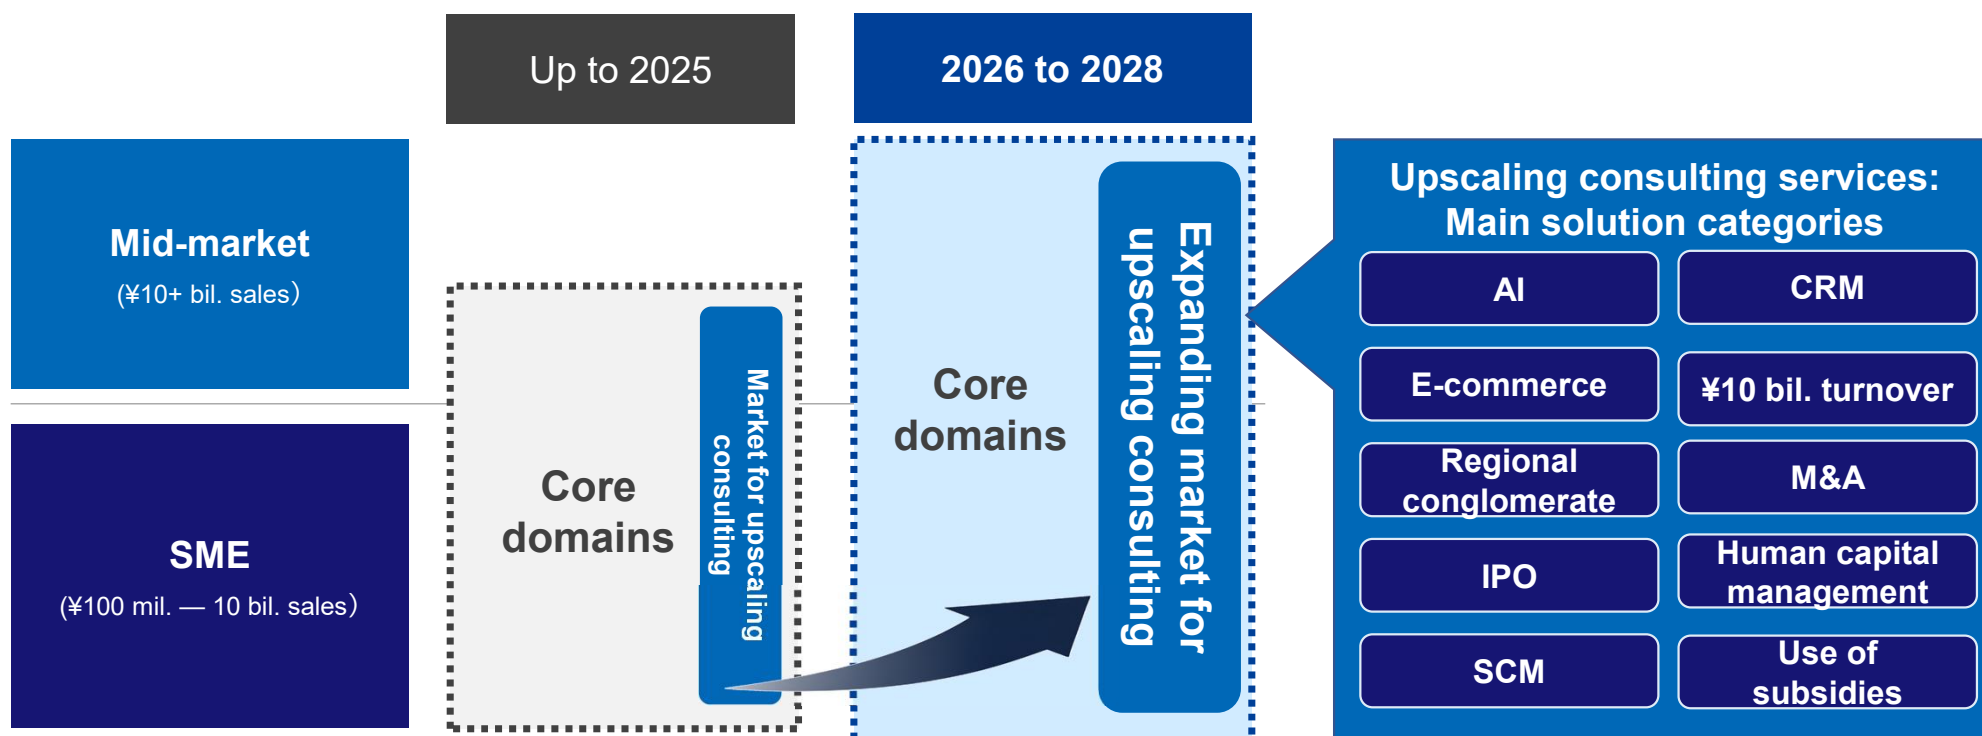 Up to 2025
2026 to 2028
Mid-market
(¥10+ bil. sales）
SME
(¥100 mil. — 10 bil. sales）
Core
domains
Market for upscaling
consulting
Core
domains
Expanding market for
upscaling consulting
Upscaling consulting services:
Main solution categories
AI
CRM
E-commerce
¥10 bil. turnover
Regional
conglomerate
M&A
IPO
Human capital
management
SCM
Use of
subsidies